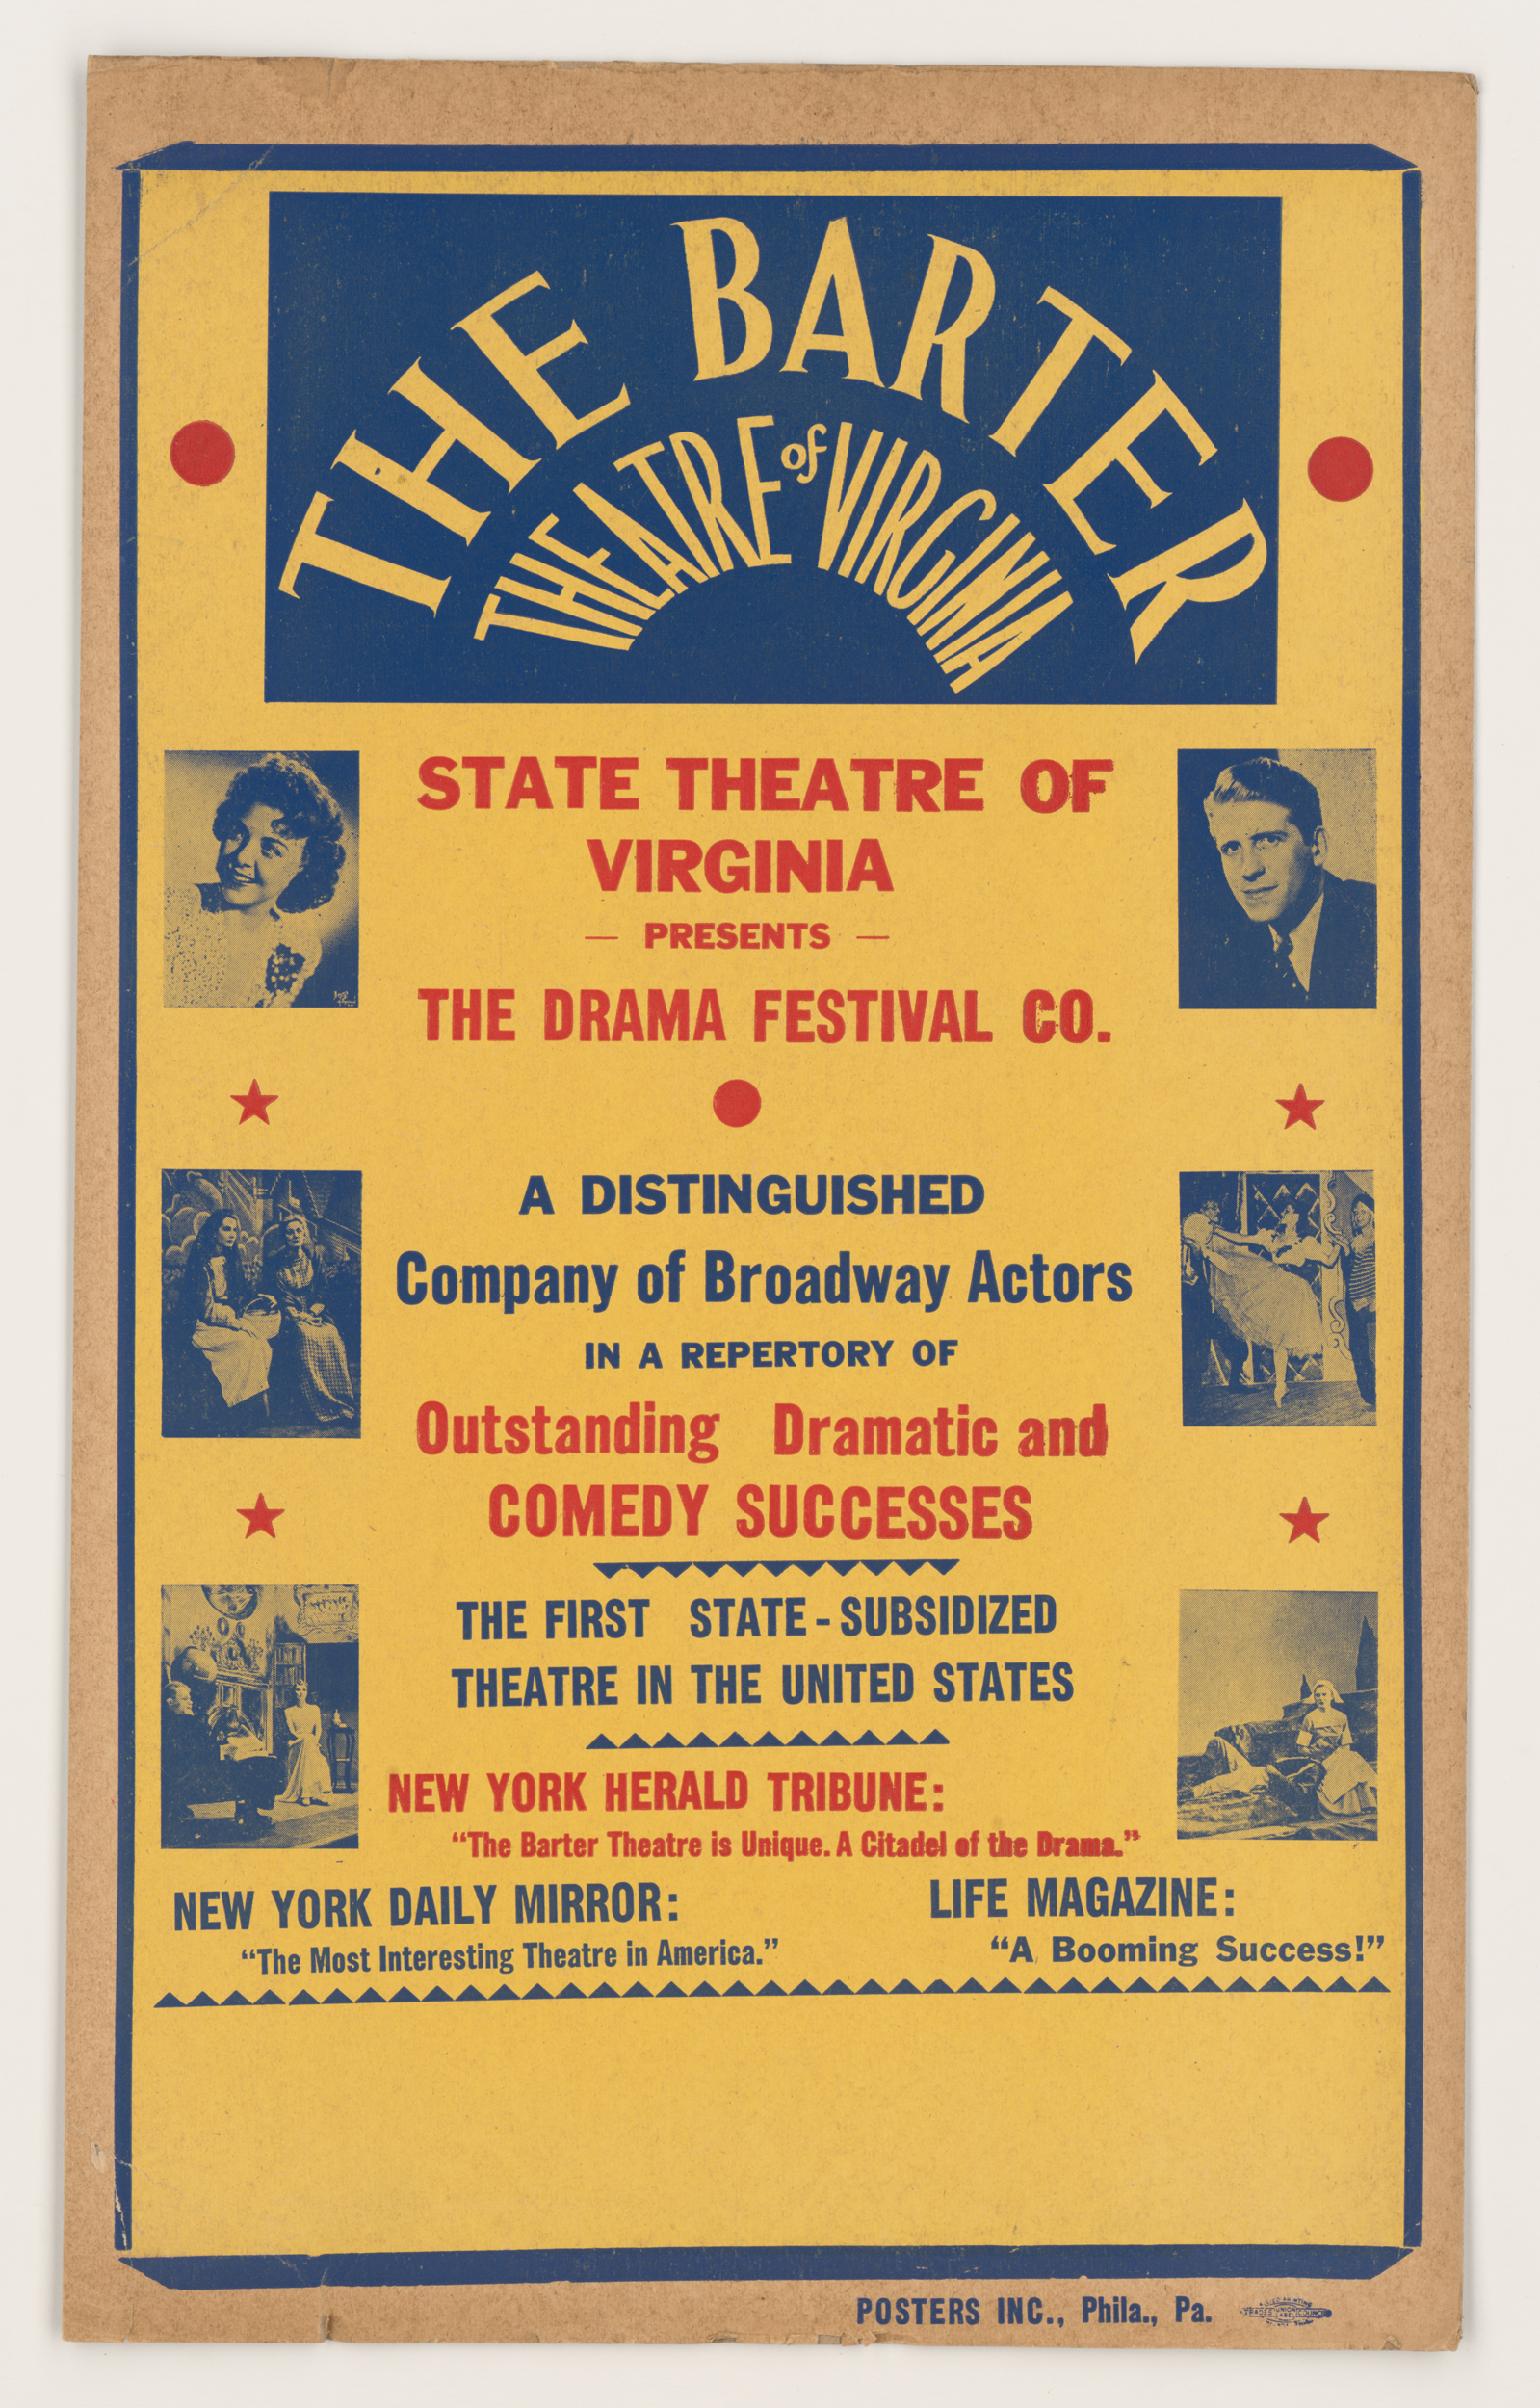 THE BARTER
THEATRE of VIRGINIA
STATE THEATRE OF
VIRGINIA
— PRESENTS —
THE DRAMA FESTIVAL CO.
A DISTINGUISHED
Company of Broadway Actors
IN A REPERTORY OF
Outstanding Dramatic and
COMEDY SUCCESSES
THE FIRST STATE-SUBSIDIZED
THEATRE IN THE UNITED STATES
NEW YORK HERALD TRIBUNE:
“The Barter Theatre is Unique. A Citadel of the Drama.”
NEW YORK DAILY MIRROR:
“The Most Interesting Theatre in America.”
LIFE MAGAZINE:
“A Booming Success!”
POSTERS INC., Phila., Pa.